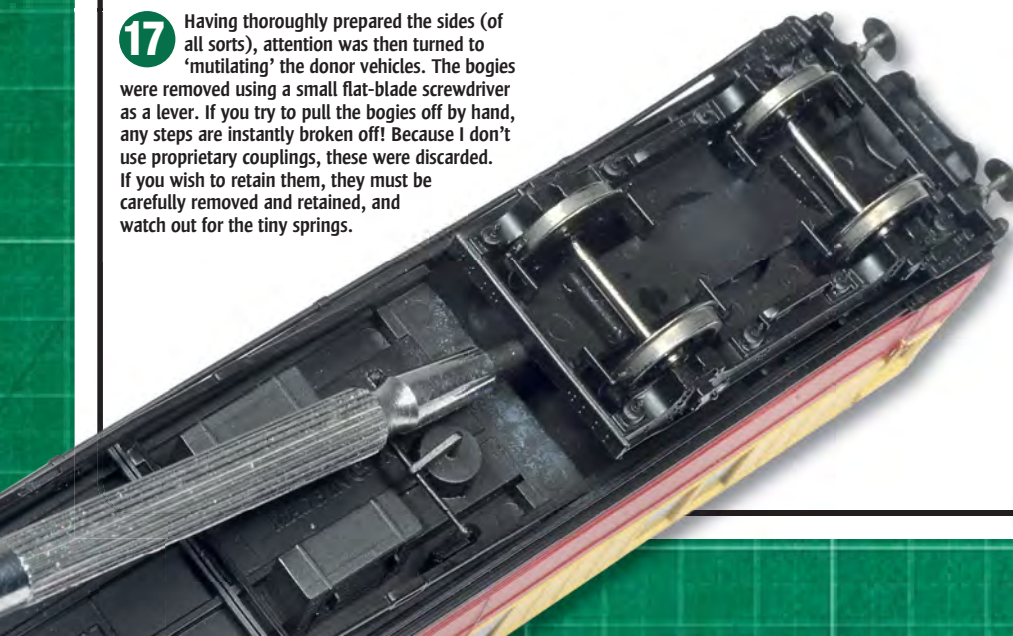 17 Having thoroughly prepared the sides (of
all sorts), attention was then turned to
‘mutilating’ the donor vehicles. The bogies
were removed using a small flat-blade screwdriver
as a lever. If you try to pull the bogies off by hand,
any steps are instantly broken off! Because I don’t
use proprietary couplings, these were discarded.
If you wish to retain them, they must be
carefully removed and retained, and
watch out for the tiny springs.